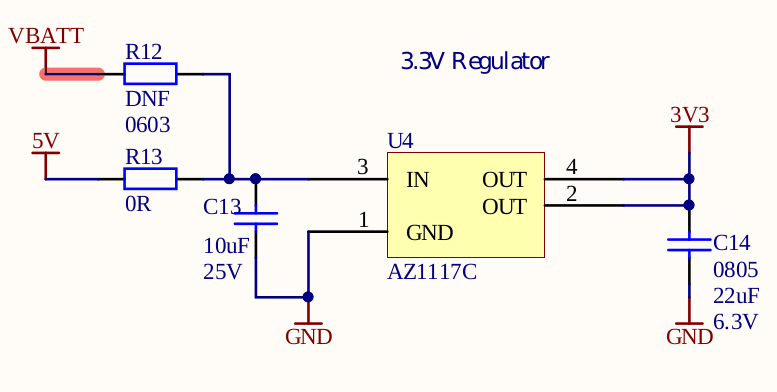 VBATT
R12
DNF
0603
3.3V Regulator
5V
R13
0R
C13
10uF
25V
GND
U4
3
IN
1
GND
OUT
4
OUT
2
AZ1117C
3V3
C14
0805
22uF
6.3V
GND